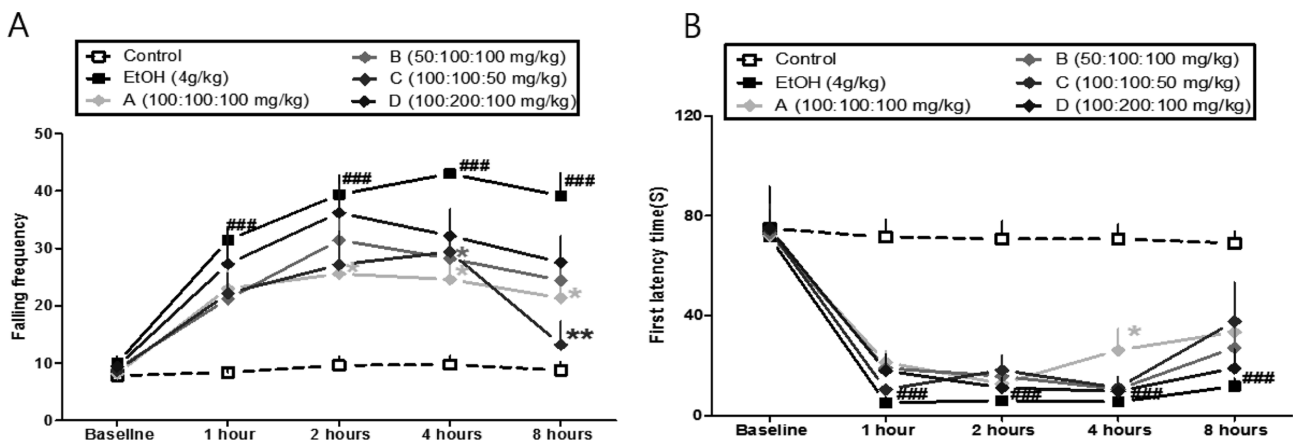 A
Control
EtOH (4g/kg)
A (100:100:100 mg/kg)
B (50:100:100 mg/kg)
C (100:100:50 mg/kg)
D (100:200:100 mg/kg)
Falling frequency
50
40
30
20
10
0
###
###
###
###
*
*
*
*
**
Baseline
1 hour
2 hours
4 hours
8 hours
B
Control
EtOH (4g/kg)
A (100:100:100 mg/kg)
B (50:100:100 mg/kg)
C (100:100:50 mg/kg)
D (100:200:100 mg/kg)
First latency time(S)
120
80
40
0
*
###
###
###
###
Baseline
1 hour
2 hours
4 hours
8 hours